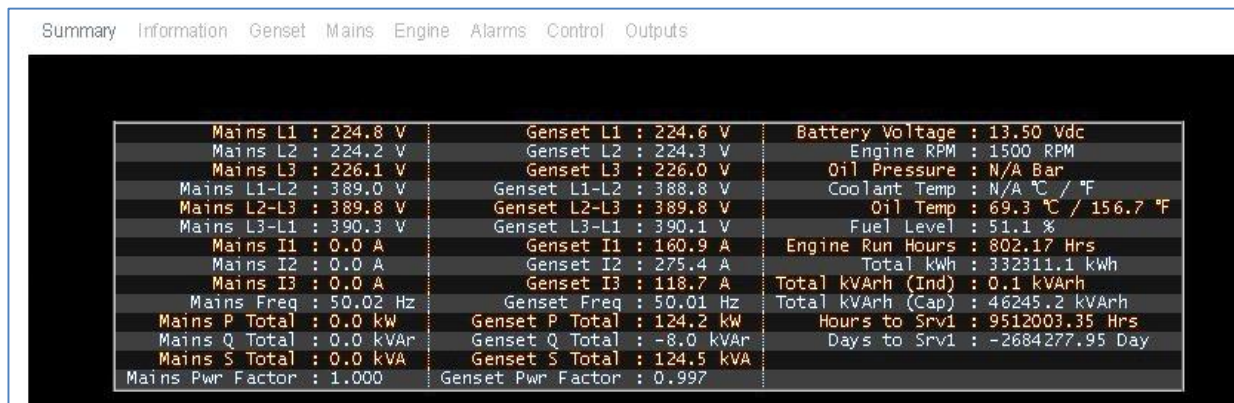 Summary Information Genset Mains Engine Alarms Control Outputs
Mains L1 : 224.8 V Genset L1 : 224.6 V Battery Voltage : 13.50 Vdc
Mains L2 : 224.2 V Genset L2 : 224.3 V Engine RPM : 1500 RPM
Mains L3 : 226.1 V Genset L3 : 226.0 V Oil Pressure : N/A Bar
Mains L1-L2 : 389.0 V Genset L1-L2 : 388.8 V Coolant Temp : N/A ℃ / ℉
Mains L2-L3 : 389.8 V Genset L2-L3 : 389.8 V Oil Temp : 69.3 ℃ / 156.7 ℉
Mains L3-L1 : 390.3 V Genset L3-L1 : 390.1 V Fuel Level : 51.1 %
Mains I1 : 0.0 A Genset I1 : 160.9 A Engine Run Hours : 802.17 Hrs
Mains I2 : 0.0 A Genset I2 : 275.4 A Total kWh : 332311.1 kWh
Mains I3 : 0.0 A Genset I3 : 118.7 A Total kVArh (Ind) : 0.1 kVArh
Mains Freq : 50.02 Hz Genset Freq : 50.01 Hz Total kVArh (Cap) : 46245.2 kVArh
Mains P Total : 0.0 kW Genset P Total : 124.2 kW Hours to Srv1 : 9512003.35 Hrs
Mains Q Total : 0.0 kVAr Genset Q Total : -8.0 kVAr Days to Srv1 : -2684277.95 Day
Mains S Total : 0.0 kVA Genset S Total : 124.5 kVA
Mains Pwr Factor : 1.000 Genset Pwr Factor : 0.997